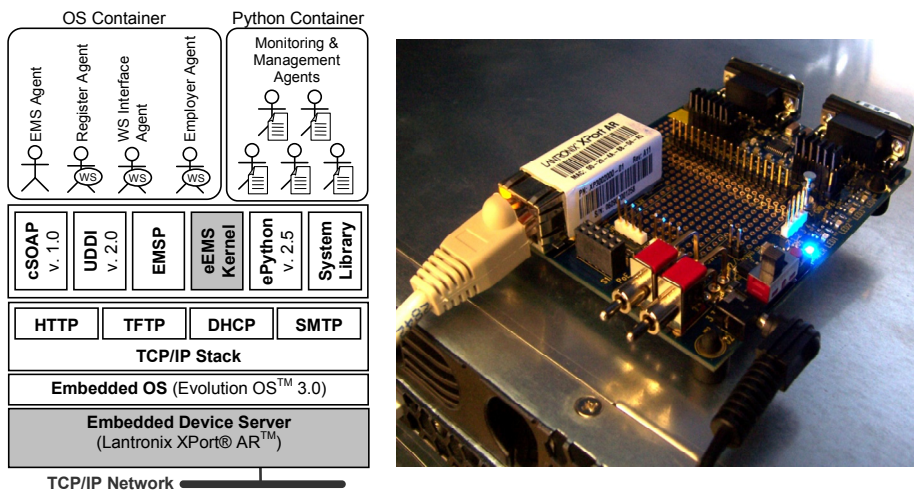 OS Container
Python Container
EMS Agent
Register Agent
WS Interface
Agent
Employer Agent
WS
WS
WS
Monitoring &
Management
Agents
cSOAP
v. 1.0
UDDI
v. 2.0
EMSP
eEMS
Kernel
ePython
v. 2.5
System
Library
HTTP
TFTP
DHCP
SMTP
TCP/IP Stack
Embedded OS (Evolution OS™ 3.0)
Embedded Device Server
(Lantronix XPort® AR™)
TCP/IP Network
LANTRONIX XPort AR